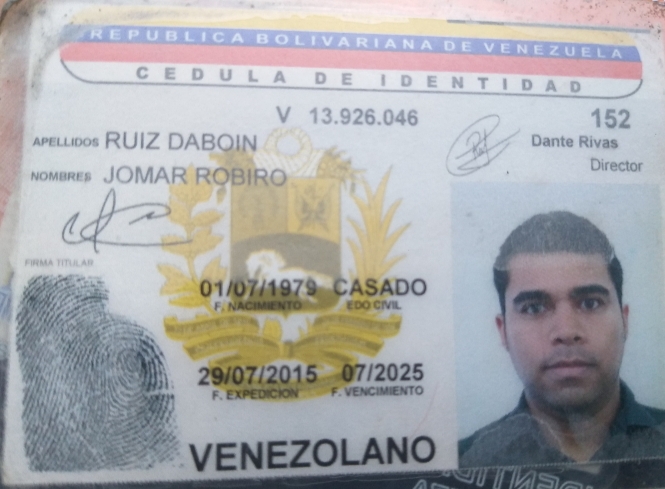 REPUBLICA BOLIVARIANA DE VENEZUELA
CEDULA DE IDENTIDAD
V 13.926.046
152
APELLIDOS RUIZ DABOIN
Dante Rivas
Director
NOMBRES JOMAR ROBIRO
FIRMA TITULAR
01/07/1979 CASADO
F. NACIMIENTO EDO CIVIL
29/07/2015 07/2025
F. EXPEDICION F. VENCIMIENTO
VENEZOLANO